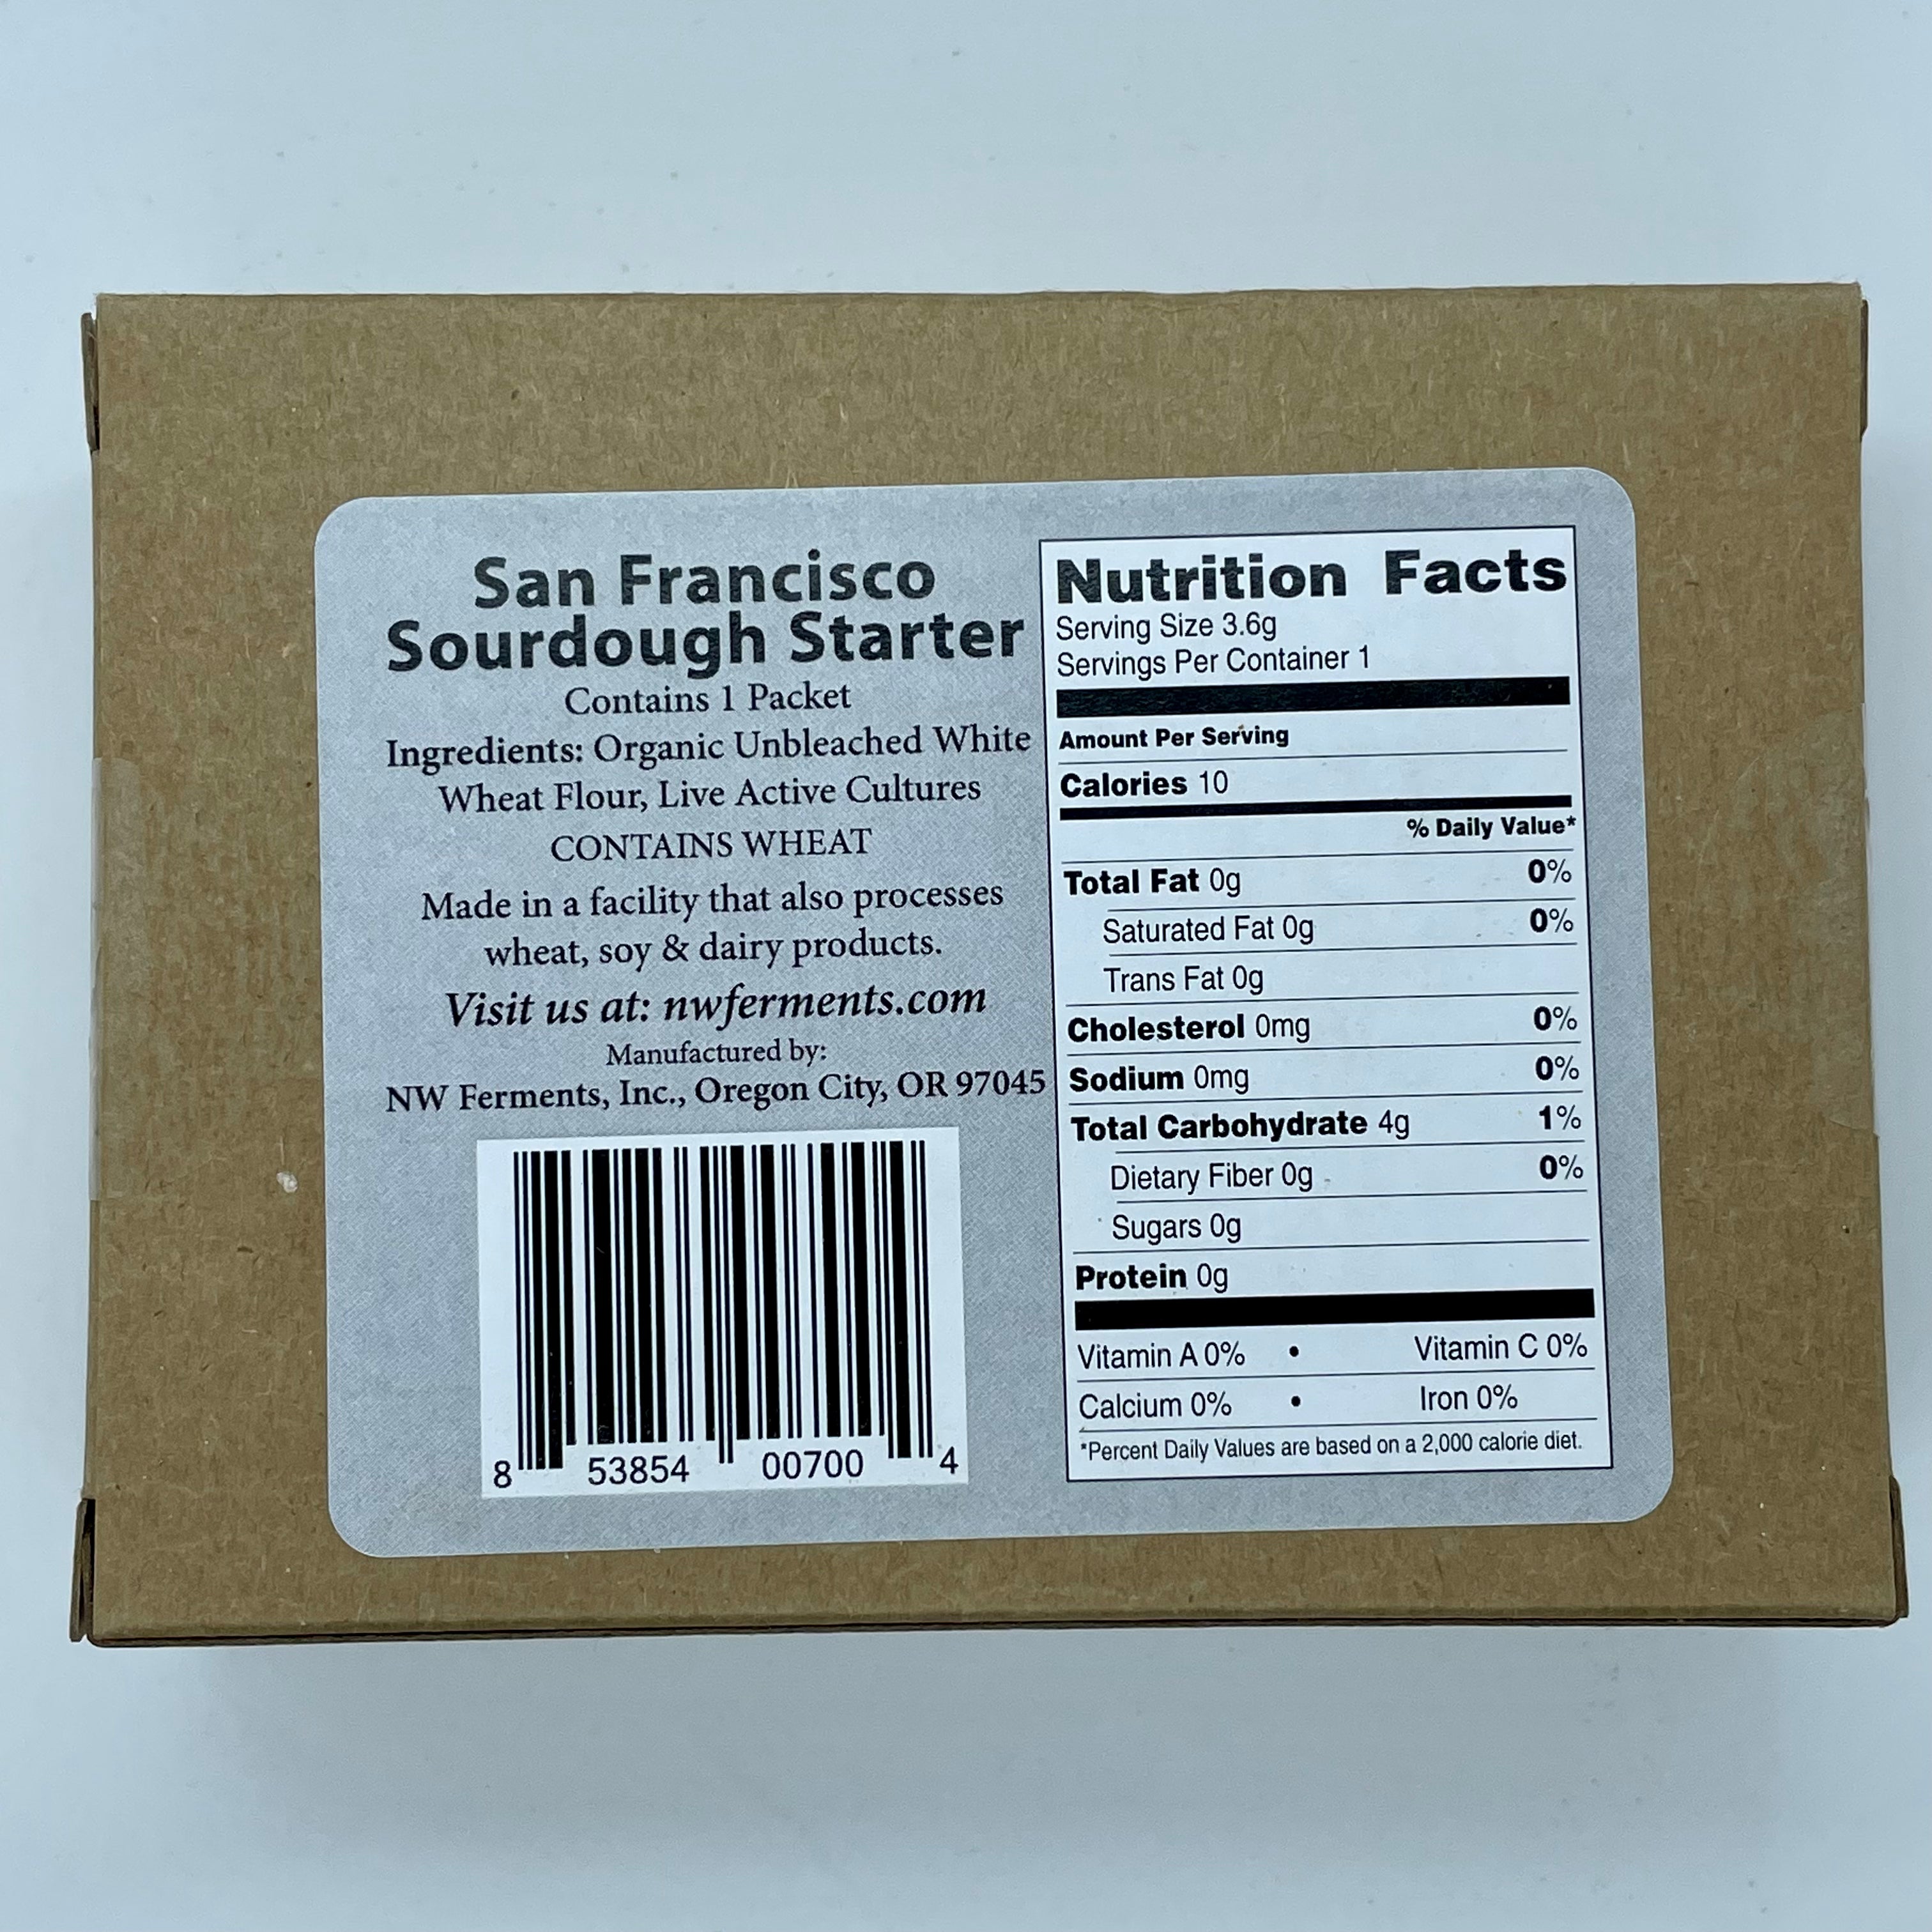 San Francisco
Sourdough Starter
Contains 1 Packet
Ingredients: Organic Unbleached White
Wheat Flour, Live Active Cultures
CONTAINS WHEAT
Made in a facility that also processes
wheat, soy & dairy products.
Visit us at: nwferments.com
Manufactured by:
NW Ferments, Inc., Oregon City, OR 97045
8 53854 00700 4
Nutrition Facts
Serving Size 3.6g
Servings Per Container 1
Amount Per Serving
Calories 10
% Daily Value*
Total Fat 0g 0%
Saturated Fat 0g 0%
Trans Fat 0g
Cholesterol 0mg 0%
Sodium 0mg 0%
Total Carbohydrate 4g 1%
Dietary Fiber 0g 0%
Sugars 0g
Protein 0g
Vitamin A 0% • Vitamin C 0%
Calcium 0% • Iron 0%
*Percent Daily Values are based on a 2,000 calorie diet.